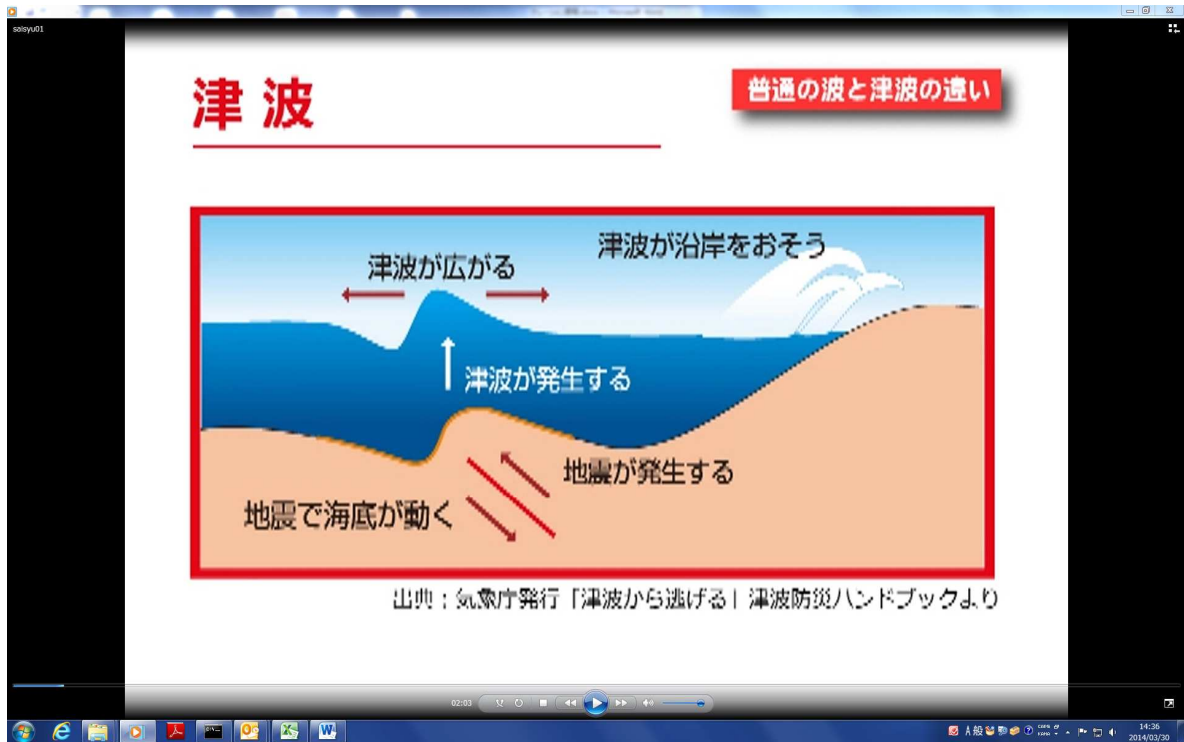 saisyu01
津波
普通の波と津波の違い
津波が沿岸をおそう
津波が広がる
津波が発生する
地震が発生する
地震で海底が動く
出典：気象庁発行「津波から逃げる」津波防災ハンドブックより
02:03
A般
CAPS
KANA
14:36
2014/03/30